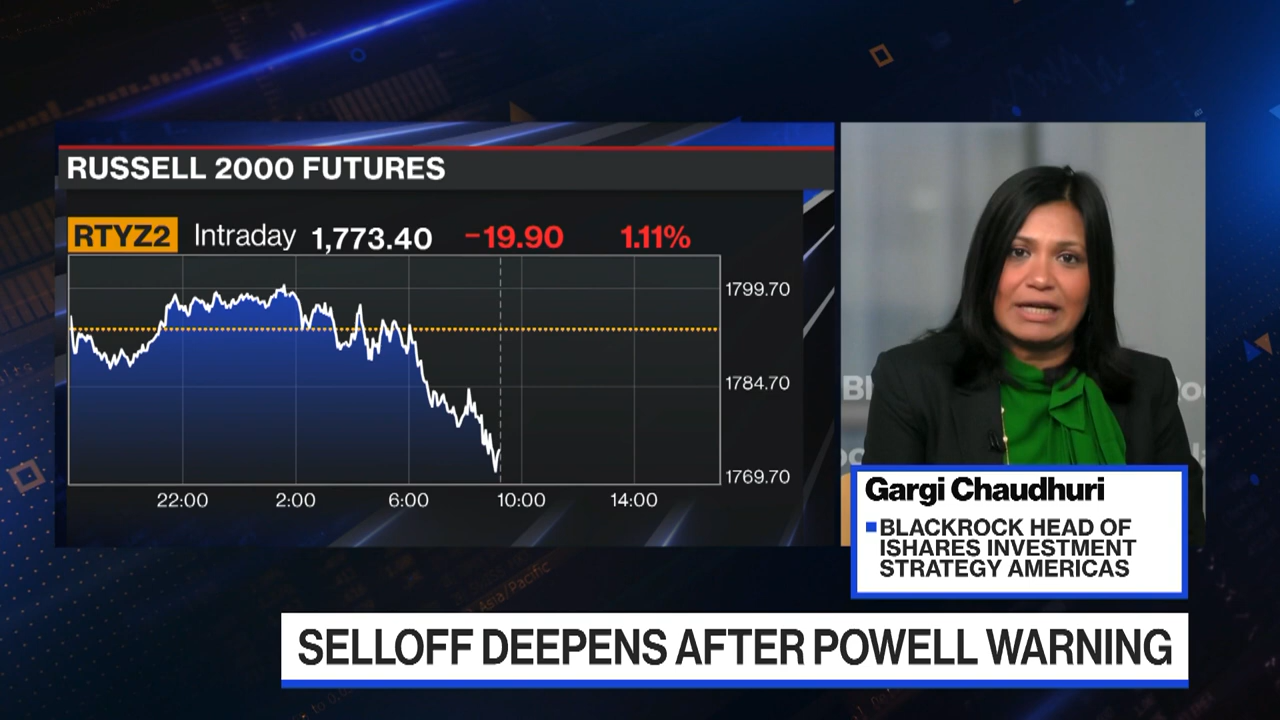 RUSSELL 2000 FUTURES
RTYZ2 Intraday 1,773.40 −19.90 1.11%
1799.70
1784.70
1769.70
22:00 2:00 6:00 10:00 14:00
Gargi Chaudhuri
BLACKROCK HEAD OF
ISHARES INVESTMENT
STRATEGY AMERICAS
SELLOFF DEEPENS AFTER POWELL WARNING
Asia/Pacific